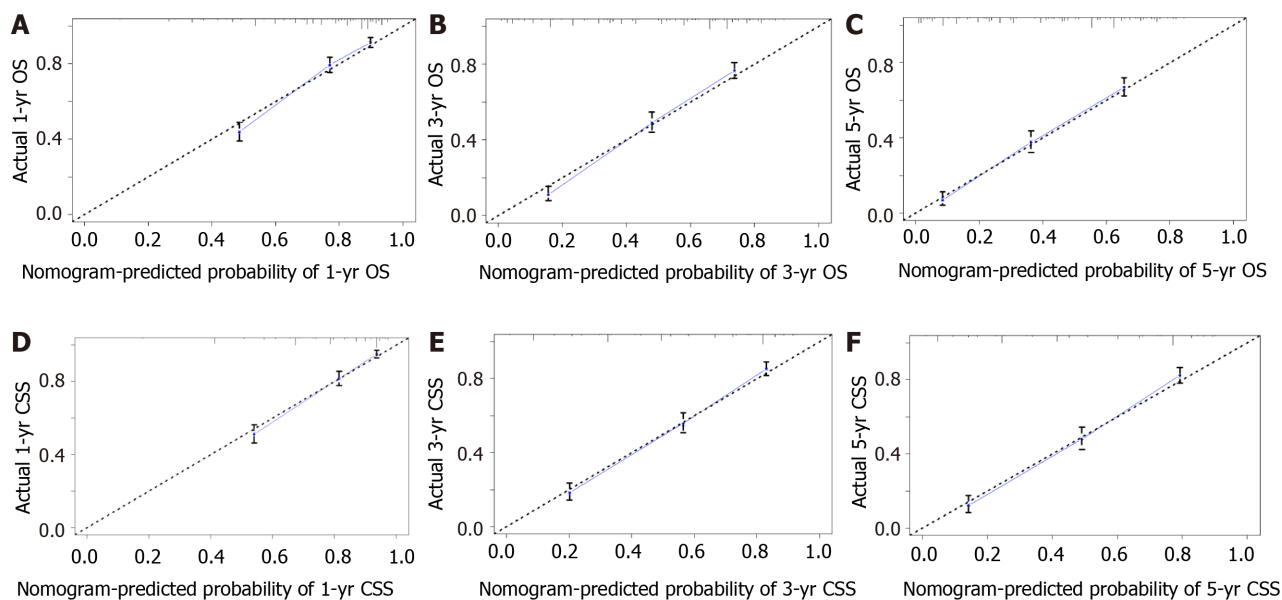 A
Actual 1-yr OS
0.8
0.4
0.0
0.0 0.2 0.4 0.6 0.8 1.0
Nomogram-predicted probability of 1-yr OS
B
Actual 3-yr OS
0.8
0.4
0.0
0.0 0.2 0.4 0.6 0.8 1.0
Nomogram-predicted probability of 3-yr OS
C
Actual 5-yr OS
0.8
0.4
0.0
0.0 0.2 0.4 0.6 0.8 1.0
Nomogram-predicted probability of 5-yr OS
D
Actual 1-yr CSS
0.8
0.4
0.0
0.0 0.2 0.4 0.6 0.8 1.0
Nomogram-predicted probability of 1-yr CSS
E
Actual 3-yr CSS
0.8
0.4
0.0
0.0 0.2 0.4 0.6 0.8 1.0
Nomogram-predicted probability of 3-yr CSS
F
Actual 5-yr CSS
0.8
0.4
0.0
0.0 0.2 0.4 0.6 0.8 1.0
Nomogram-predicted probability of 5-yr CSS